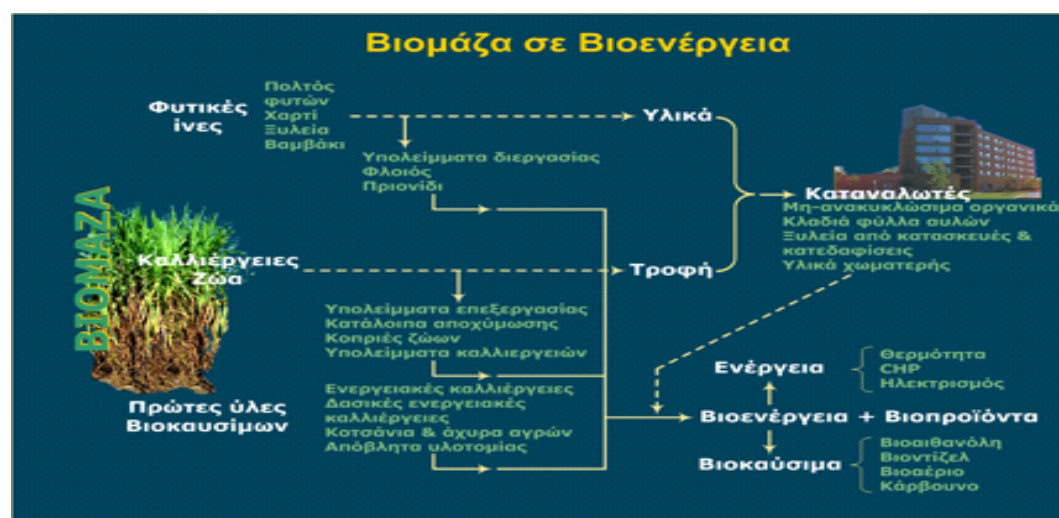 Βιομάζα σε Βιοενέργεια
Φυτικές
ίνες
Πολτός
φυτών
Χαρτί
Ξυλεία
Βαμβάκι
Υλικά
Υπολείμματα διεργασίας
Φλοιός
Πριονίδι
Καταναλωτές
Μη-ανακυκλώσιμα οργανικά
Κλαδιά φύλλα αυλών
Ξυλεία από κατασκευές &
κατεδαφίσεις
Υλικά χωματερής
ΒΙΟΜΑΖΑ
Καλλιέργειες
Ζώα
Τροφή
Υπολείμματα επεξεργασίας
Κατάλοιπα αποχύμωσης
Κοπριές ζώων
Υπολείμματα καλλιεργειών
Πρώτες ύλες
Βιοκαυσίμων
Ενεργειακές καλλιέργειες
Δασικές ενεργειακές
καλλιέργειες
Κοτσάνια & άχυρα αγρών
Απόβλητα υλοτομίας
Ενέργεια
Θερμότητα
CHP
Ηλεκτρισμός
Βιοενέργεια + Βιοπροϊόντα
Βιοκαύσιμα
Βιοαιθανόλη
Βιοντίζελ
Βιοαέριο
Κάρβουνο